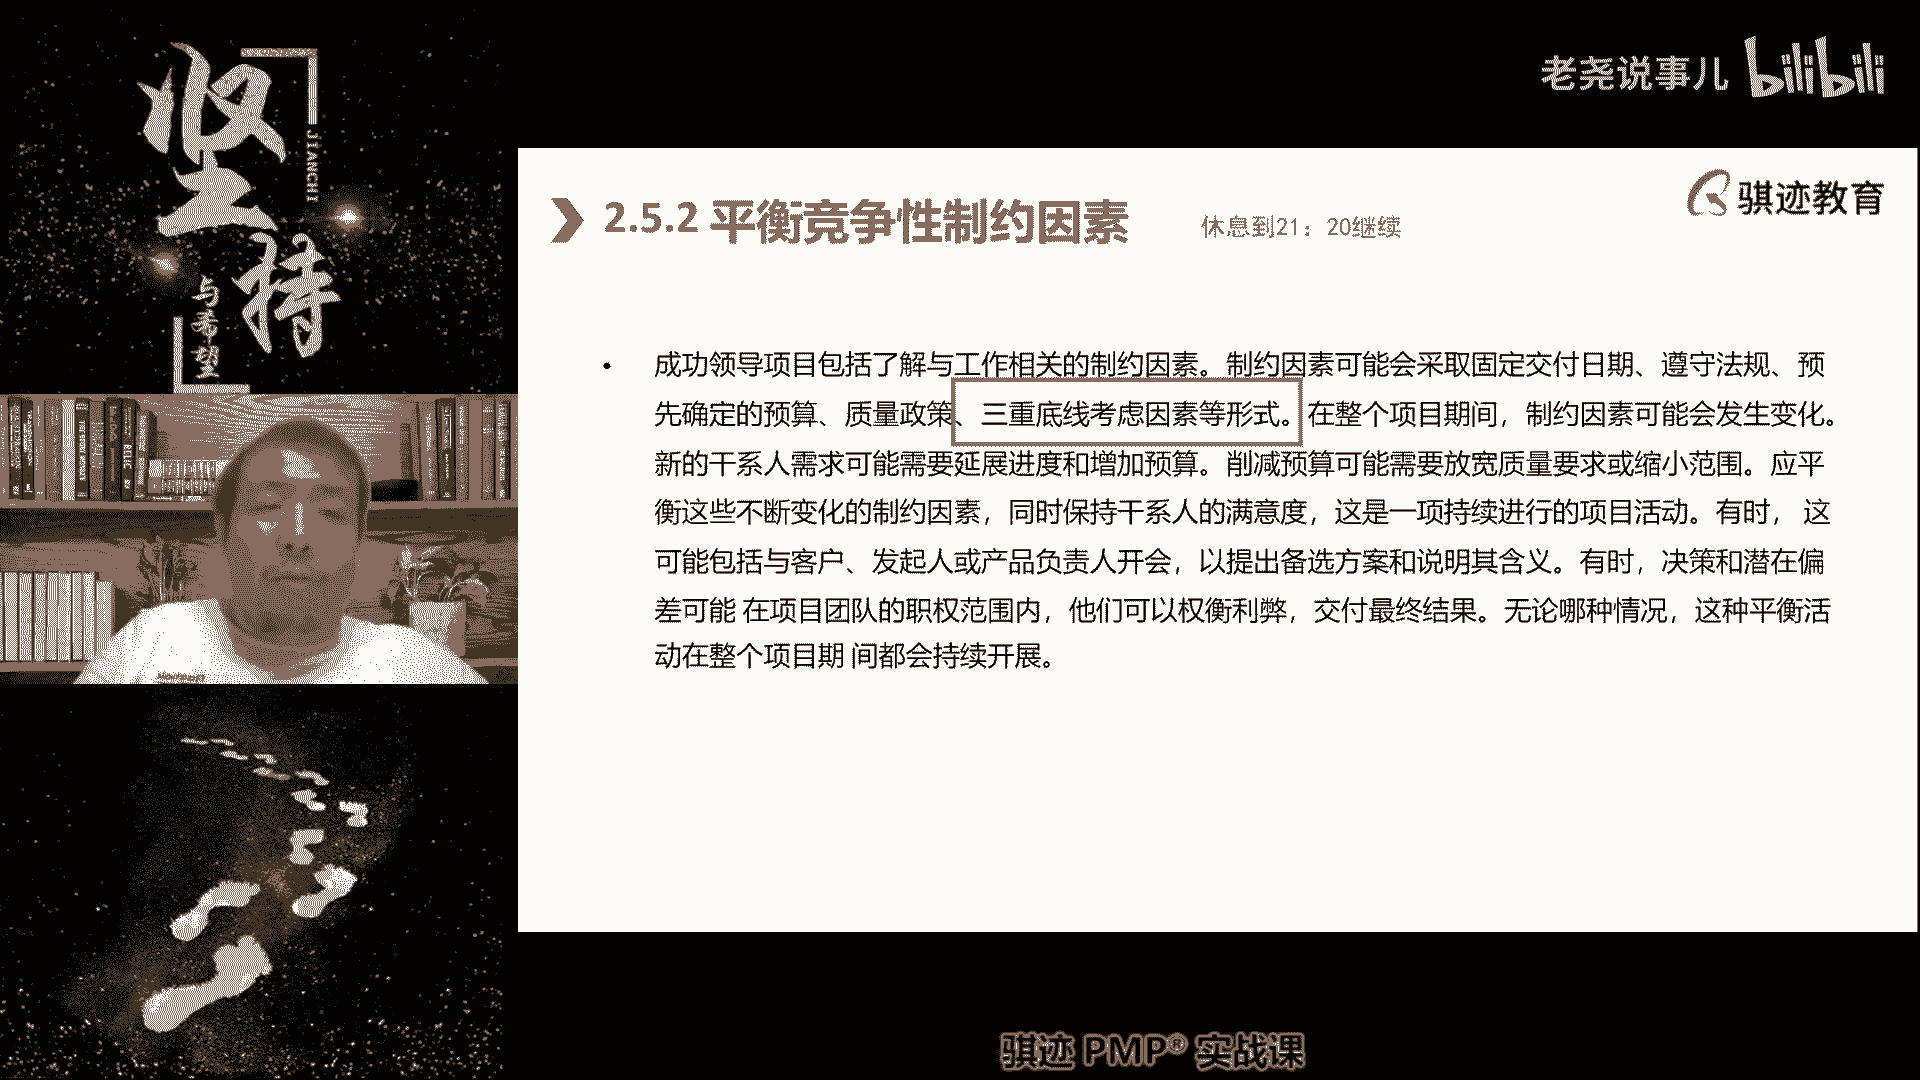 坚持
JIANCHI
与希望
老尧说事儿 bilibili
骐迹教育
2.5.2 平衡竞争性制约因素
休息到21：20继续
• 成功领导项目包括了解与工作相关的制约因素。制约因素可能会采取固定交付日期、遵守法规、预
先确定的预算、质量政策、三重底线考虑因素等形式。在整个项目期间，制约因素可能会发生变化。
新的干系人需求可能需要延展进度和增加预算。削减预算可能需要放宽质量要求或缩小范围。应平
衡这些不断变化的制约因素，同时保持干系人的满意度，这是一项持续进行的项目活动。有时， 这
可能包括与客户、发起人或产品负责人开会，以提出备选方案和说明其含义。有时，决策和潜在偏
差可能 在项目团队的职权范围内，他们可以权衡利弊，交付最终结果。无论哪种情况，这种平衡活
动在整个项目期 间都会持续开展。
骐迹 PMP® 实战课